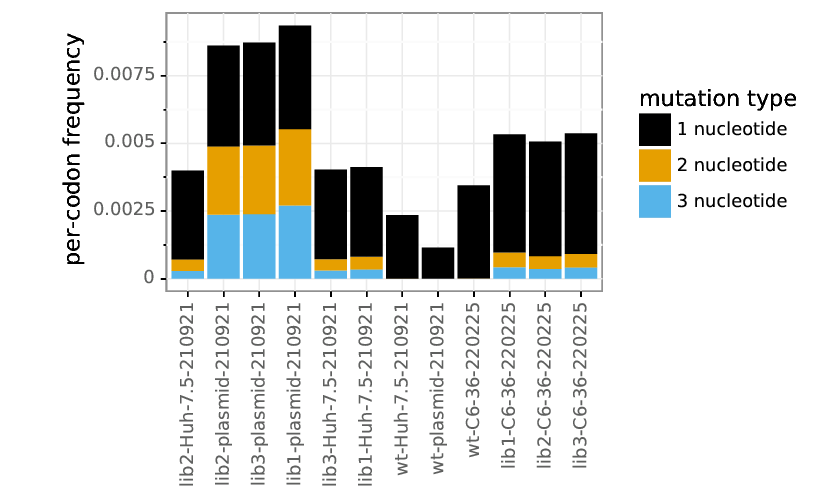 per-codon frequency
0.0075
0.005
0.0025
0
lib2-Huh-7.5-210921
lib2-plasmid-210921
lib3-plasmid-210921
lib1-plasmid-210921
lib3-Huh-7.5-210921
lib1-Huh-7.5-210921
wt-Huh-7.5-210921
wt-plasmid-210921
wt-C6-36-220225
lib1-C6-36-220225
lib2-C6-36-220225
lib3-C6-36-220225
mutation type
1 nucleotide
2 nucleotide
3 nucleotide